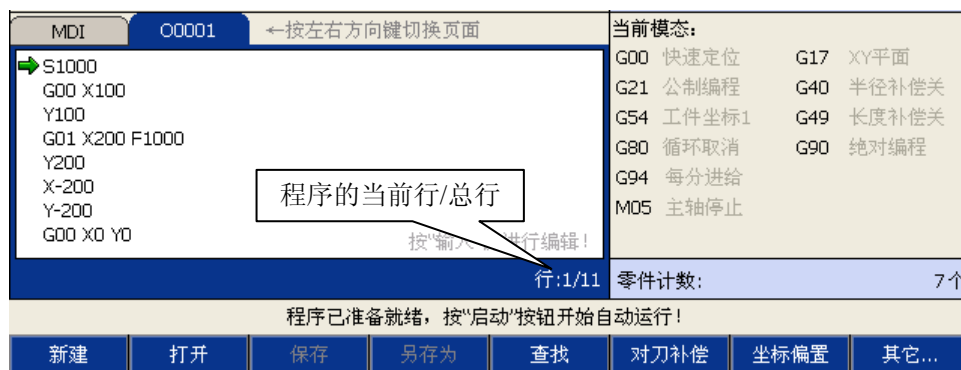 MDI O0001 ←按左右方向键切换页面
S1000
G00 X100
Y100
G01 X200 F1000
Y200
X-200
Y-200
G00 X0 Y0
程序的当前行/总行
按"输入 进行编辑!
行:1/11
当前模态:
G00 快速定位 G17 XY平面
G21 公制编程 G40 半径补偿关
G54 工件坐标1 G49 长度补偿关
G80 循环取消 G90 绝对编程
G94 每分进给
M05 主轴停止
零件计数: 7个
程序已准备就绪,按"启动"按钮开始自动运行!
新建 打开 保存 另存为 查找 对刀补偿 坐标偏置 其它...